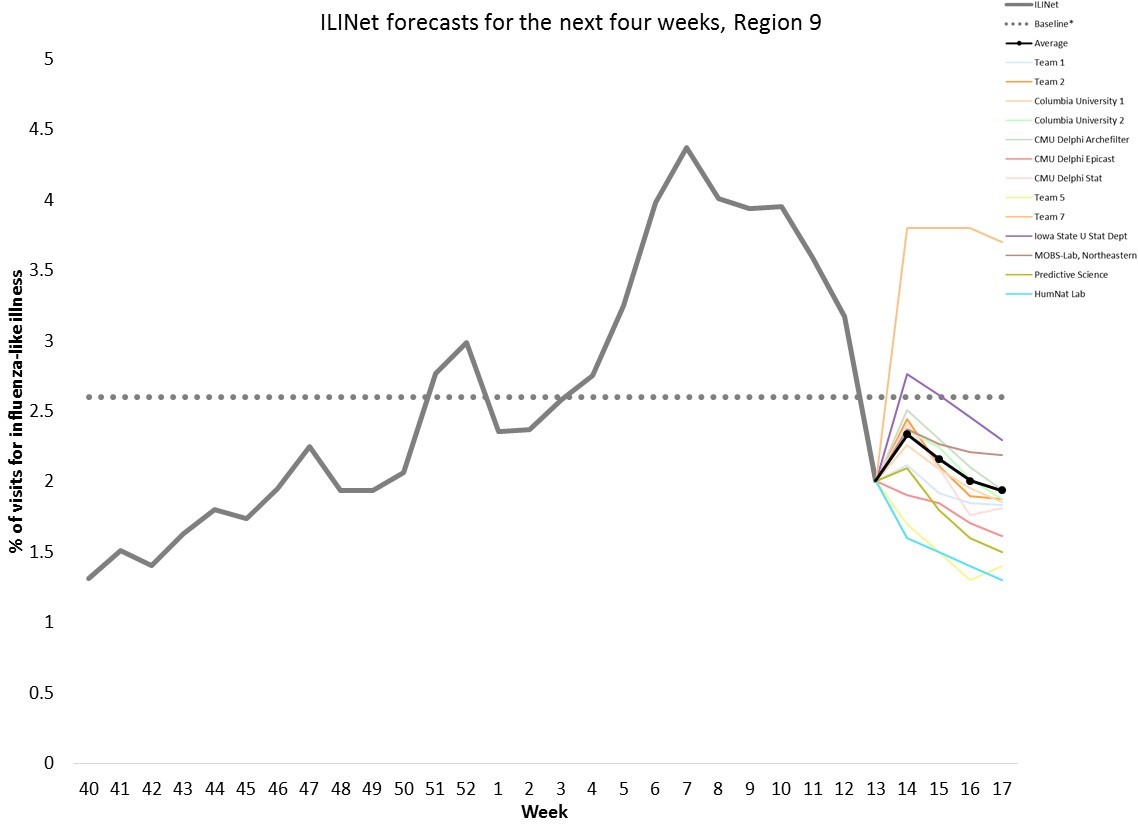 ILINet forecasts for the next four weeks, Region 9
ILINet
Baseline*
Average
Team 1
Team 2
Columbia University 1
Columbia University 2
CMU Delphi Archefilter
CMU Delphi Epicast
CMU Delphi Stat
Team 5
Team 7
Iowa State U Stat Dept
MOBS-Lab, Northeastern
Predictive Science
HumNat Lab
% of visits for influenza-like illness
5
4.5
4
3.5
3
2.5
2
1.5
1
0.5
0
40 41 42 43 44 45 46 47 48 49 50 51 52 1 2 3 4 5 6 7 8 9 10 11 12 13 14 15 16 17
Week